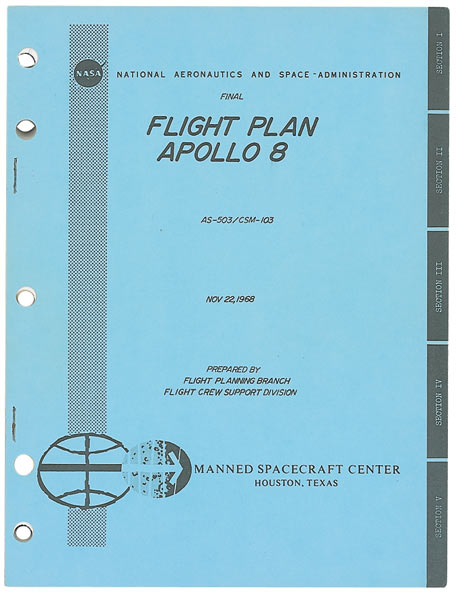 NASA
NATIONAL AERONAUTICS AND SPACE-ADMINISTRATION
FINAL
FLIGHT PLAN
APOLLO 8
AS-503/CSM-103
NOV 22, 1968
PREPARED BY
FLIGHT PLANNING BRANCH
FLIGHT CREW SUPPORT DIVISION
MANNED SPACECRAFT CENTER
HOUSTON, TEXAS
SECTION I
SECTION II
SECTION III
SECTION IV
SECTION V